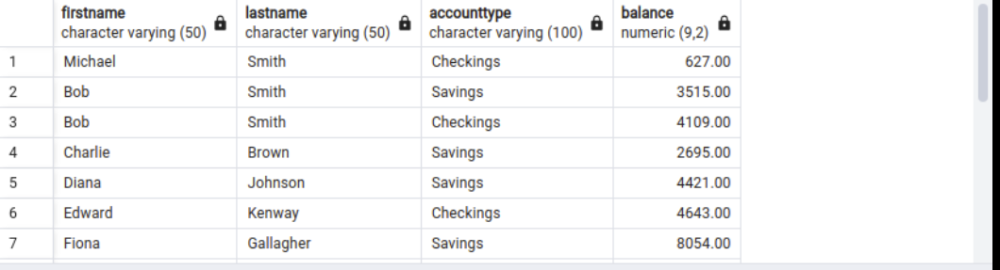 firstname lastname accounttype balance
character varying (50) character varying (50) character varying (100) numeric (9,2)
1 Michael Smith Checkings 627.00
2 Bob Smith Savings 3515.00
3 Bob Smith Checkings 4109.00
4 Charlie Brown Savings 2695.00
5 Diana Johnson Savings 4421.00
6 Edward Kenway Checkings 4643.00
7 Fiona Gallagher Savings 8054.00